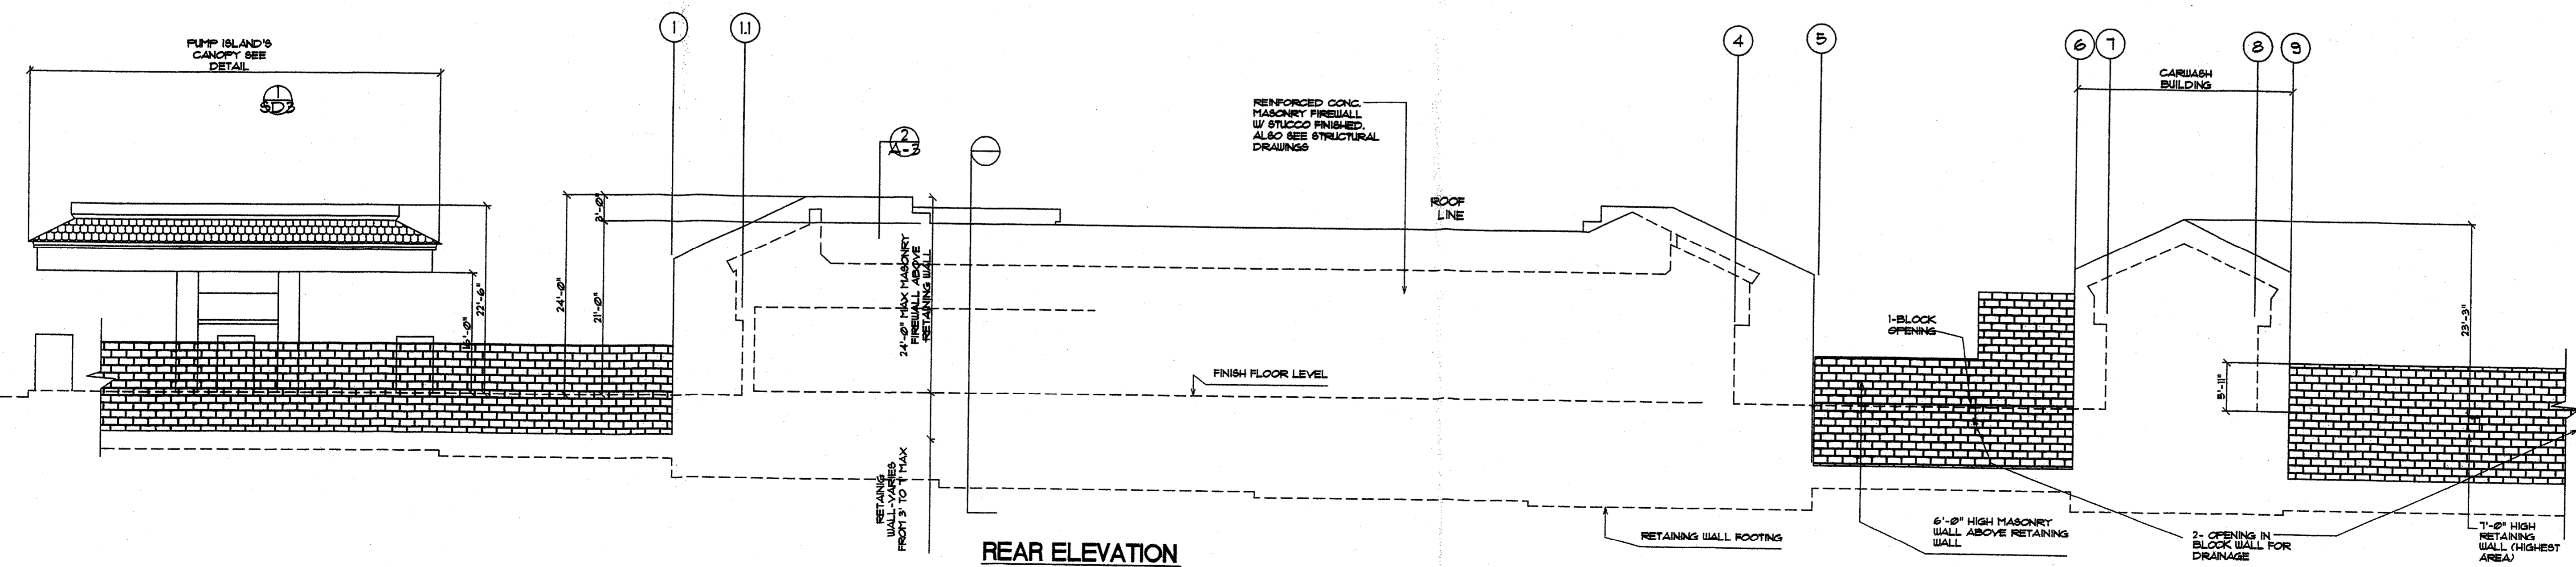 PUMP ISLAND'S
CANOPY SEE
DETAIL
1
SD3
1
1.1
4
5
6
7
8
9
CARWASH
BUILDING
2
A-3
REINFORCED CONC.
MASONRY FIREWALL
W/ STUCCO FINISHED.
ALSO SEE STRUCTURAL
DRAWINGS
ROOF
LINE
16'-0"
22'-6"
24'-0"
3'-0"
21'-0"
24'-0" MAX MASONRY
FIREWALL ABOVE
RETAINING WALL
FINISH FLOOR LEVEL
1-BLOCK
OPENING
23'-3"
5'-11"
RETAINIG
WALL-VARIES
FROM 3' TO 7' MAX
RETAINING WALL FOOTING
6'-0" HIGH MASONRY
WALL ABOVE RETAINING
WALL
2- OPENING IN
BLOCK WALL FOR
DRAINAGE
7'-0" HIGH
RETAINING
WALL (HIGHEST
AREA)
REAR ELEVATION